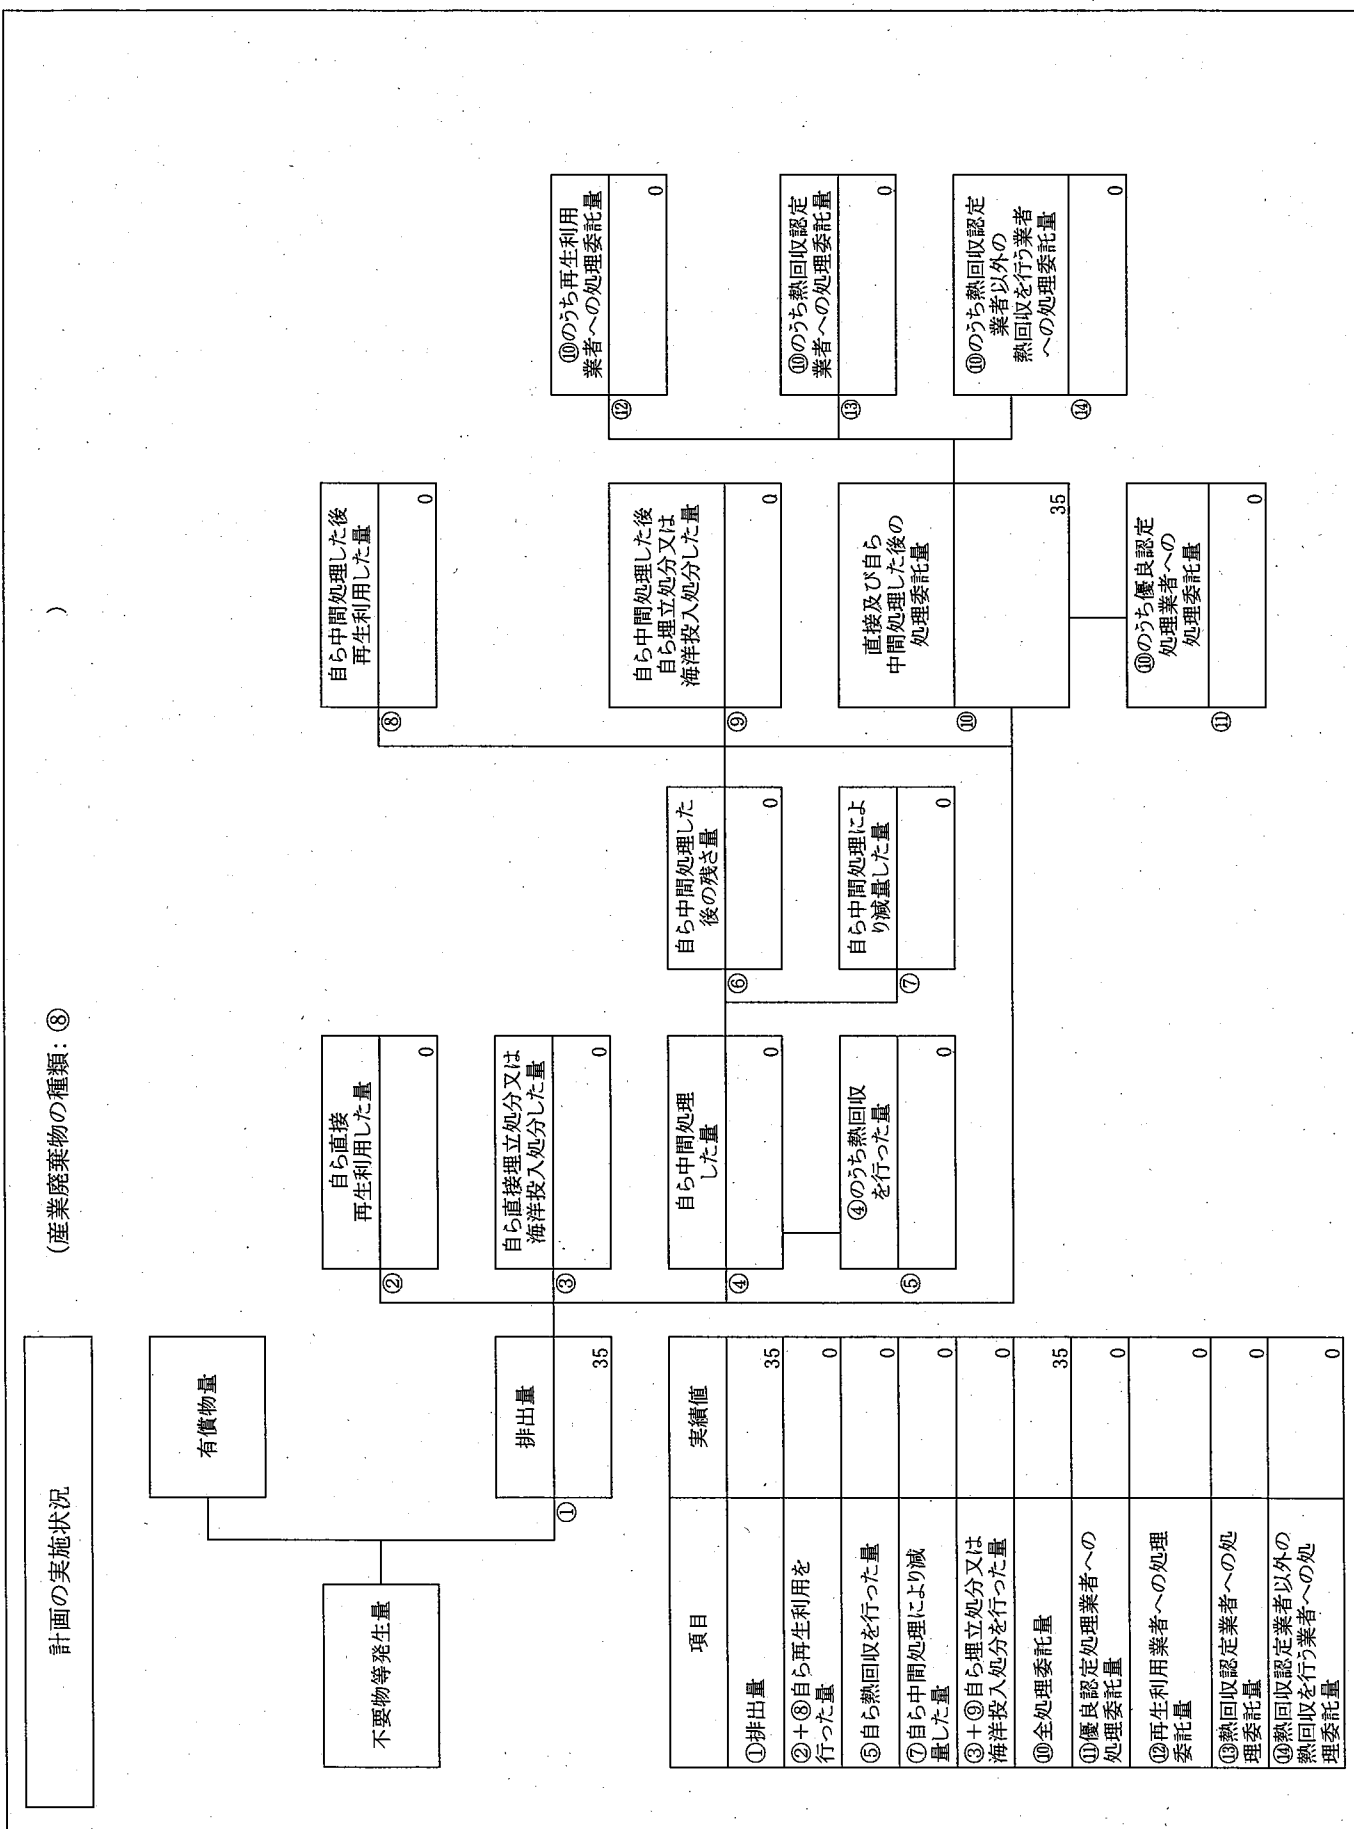 計画の実施状況
(産業廃棄物の種類：⑧
)
不要物等発生量
有償物量
①
排出量
35
②
自ら直接
再生利用した量
0
③
自ら直接埋立処分又は
海洋投入処分した量
0
④
自ら中間処理
した量
0
⑤
④のうち熱回収
を行った量
0
⑥
自ら中間処理した
後の残さ量
0
⑦
自ら中間処理によ
り減量した量
0
⑧
自ら中間処理した後
再生利用した量
0
⑨
自ら中間処理した後
自ら埋立処分又は
海洋投入処分した量
0
⑩
直接及び自ら
中間処理した後の
処理委託量
35
⑪
⑩のうち優良認定
処理業者への
処理委託量
0
⑫
⑩のうち再生利用
業者への処理委託量
0
⑬
⑩のうち熱回収認定
業者への処理委託量
0
⑭
⑩のうち熱回収認定
業者以外の
熱回収を行う業者
への処理委託量
0
項目 実績値
①排出量 35
②+⑧自ら再生利用を
行った量 0
⑤自ら熱回収を行った量 0
⑦自ら中間処理により減
量した量 0
③+⑨自ら埋立処分又は
海洋投入処分を行った量 0
⑩全処理委託量 35
⑪優良認定処理業者への
処理委託量 0
⑫再生利用業者への処理
委託量 0
⑬熱回収認定業者への処
理委託量 0
⑭熱回収認定業者以外の
熱回収を行う業者への処
理委託量 0